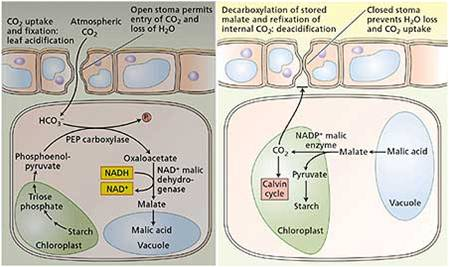 CO2 uptake
and fixation:
leaf acidification
Atmospheric
CO2
Open stoma permits
entry of CO2 and
loss of H2O
HCO3–
Pi
PEP carboxylase
Phosphoenol-
pyruvate
Oxaloacetate
NADH
NAD+
NAD+ malic
dehydro-
genase
Triose
phosphate
Malate
Starch
Malic acid
Chloroplast
Vacuole
Decarboxylation of stored
malate and refixation of
internal CO2: deacidification
Closed stoma
prevents H2O loss
and CO2 uptake
NADP+ malic
enzyme
CO2
Malate
Malic acid
Pyruvate
Calvin
cycle
Starch
Vacuole
Chloroplast